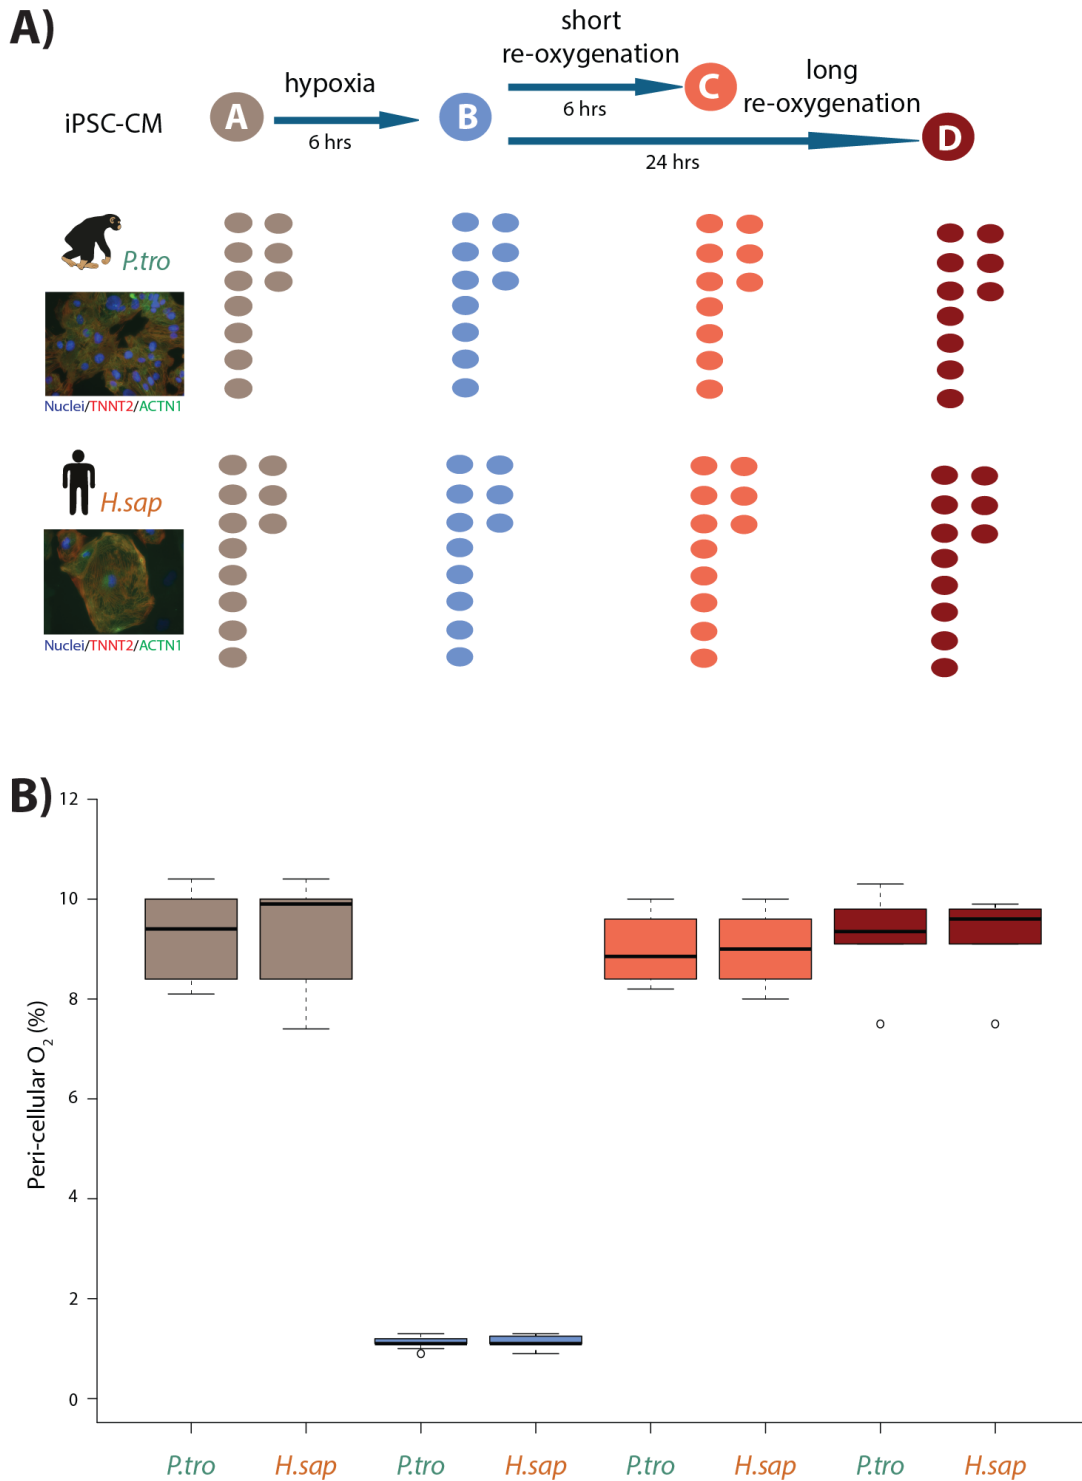 A)
short
re-oxygenation
hypoxia
long
re-oxygenation
iPSC-CM
A
B
C
D
6 hrs
6 hrs
24 hrs
P.tro
Nuclei/TNNT2/ACTN1
H.sap
Nuclei/TNNT2/ACTN1
B)
12
10
8
6
4
2
0
Peri-cellular O2 (%)
P.tro H.sap P.tro H.sap P.tro H.sap P.tro H.sap